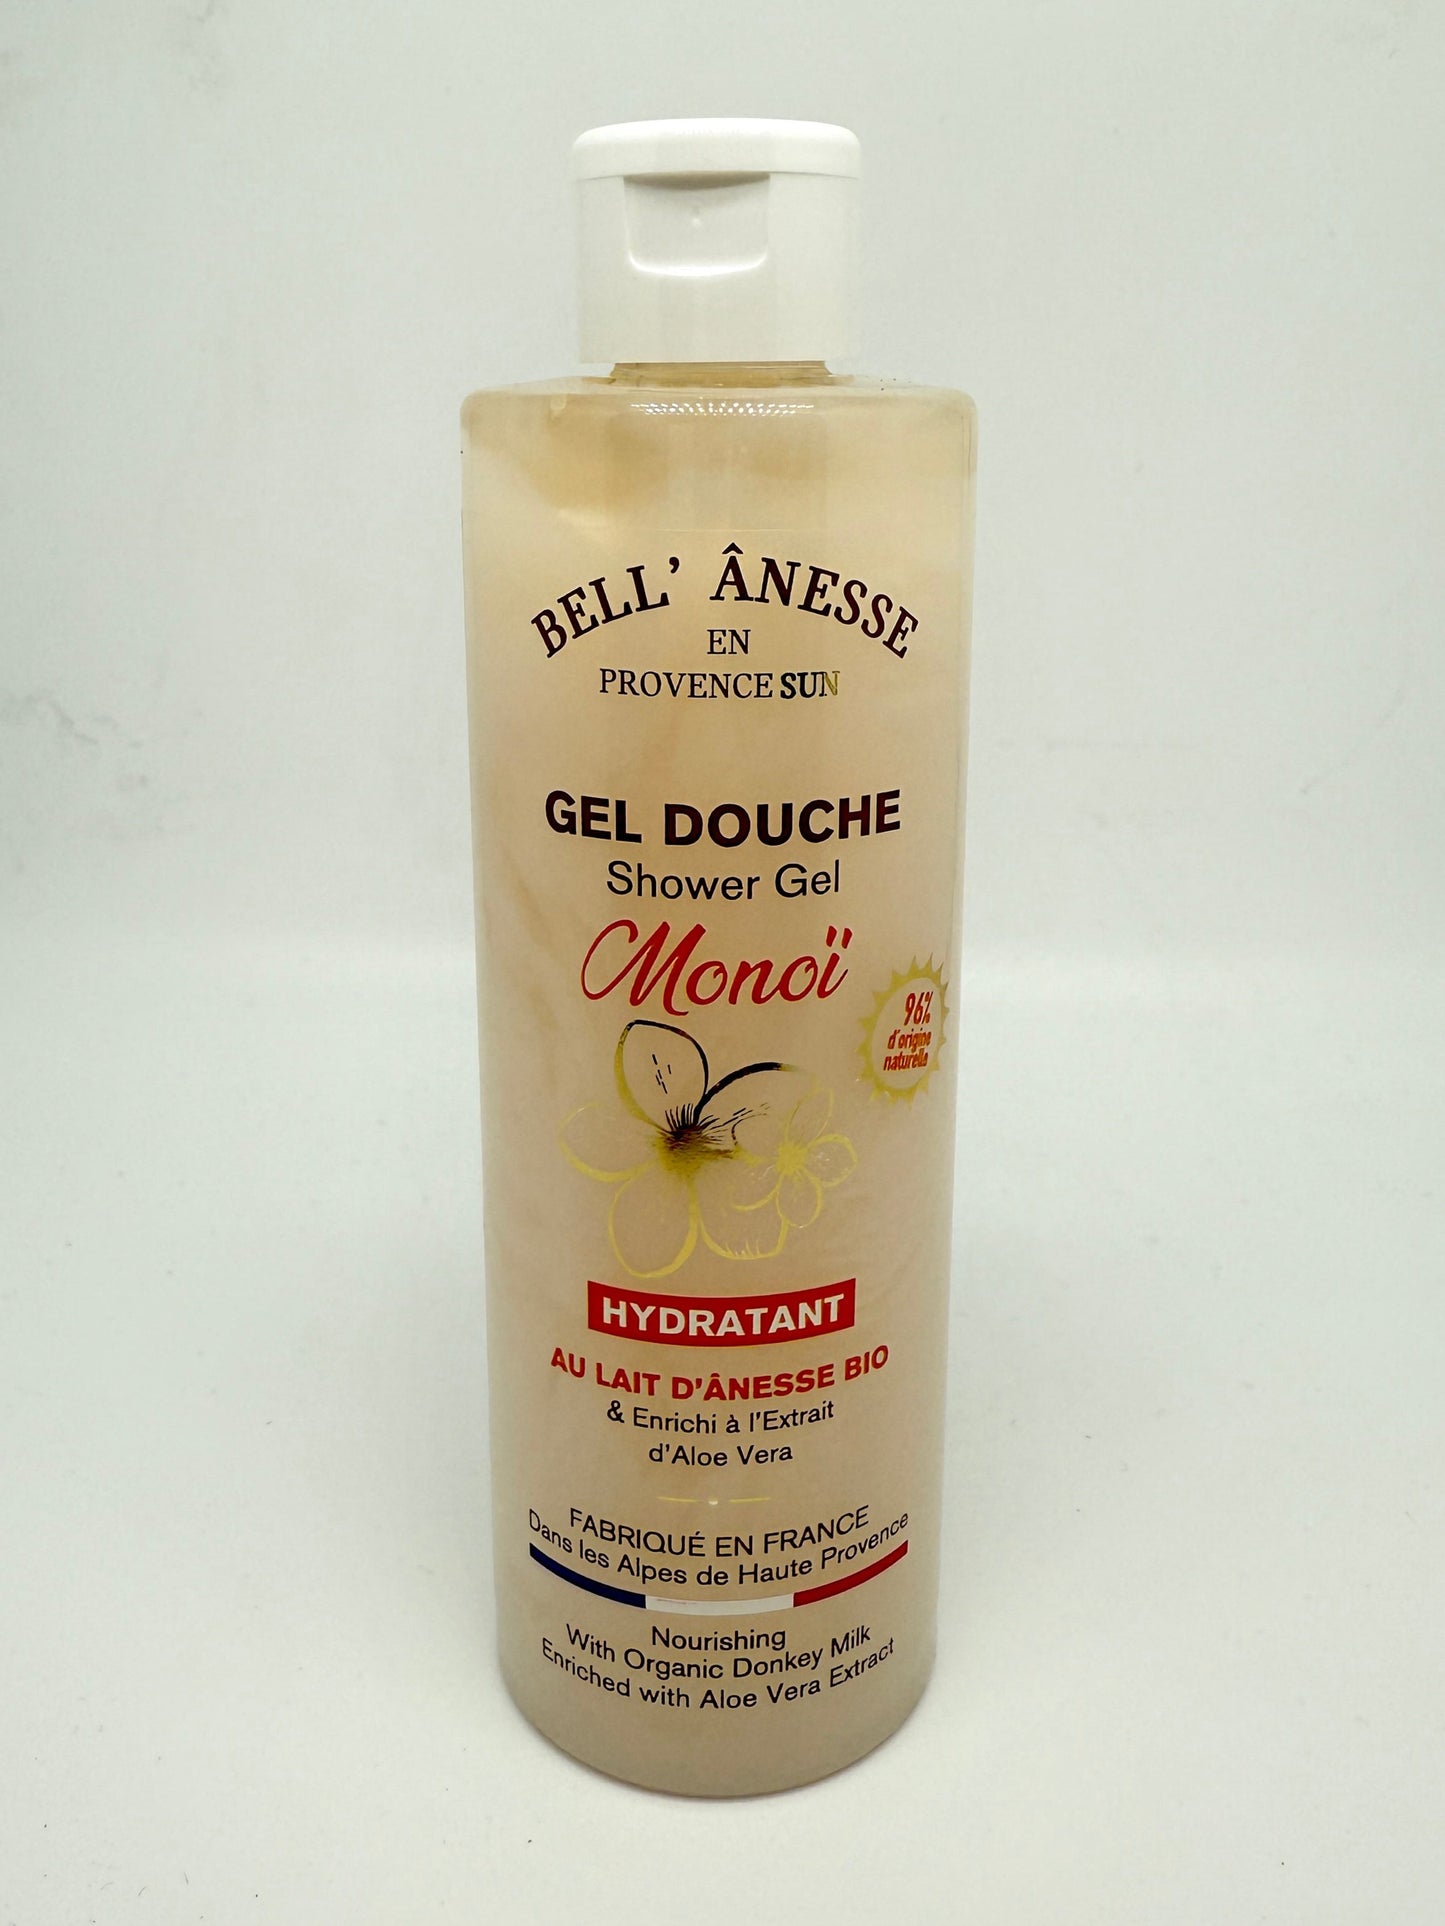 BELL' ÂNESSE
EN
PROVENCE SUN
GEL DOUCHE
Shower Gel
Monoï
96%
d'origine
naturelle
HYDRATANT
AU LAIT D'ÂNESSE BIO
& Enrichi à l'Extrait
d'Aloe Vera
FABRIQUÉ EN FRANCE
Dans les Alpes de Haute Provence
Nourishing
With Organic Donkey Milk
Enriched with Aloe Vera Extract